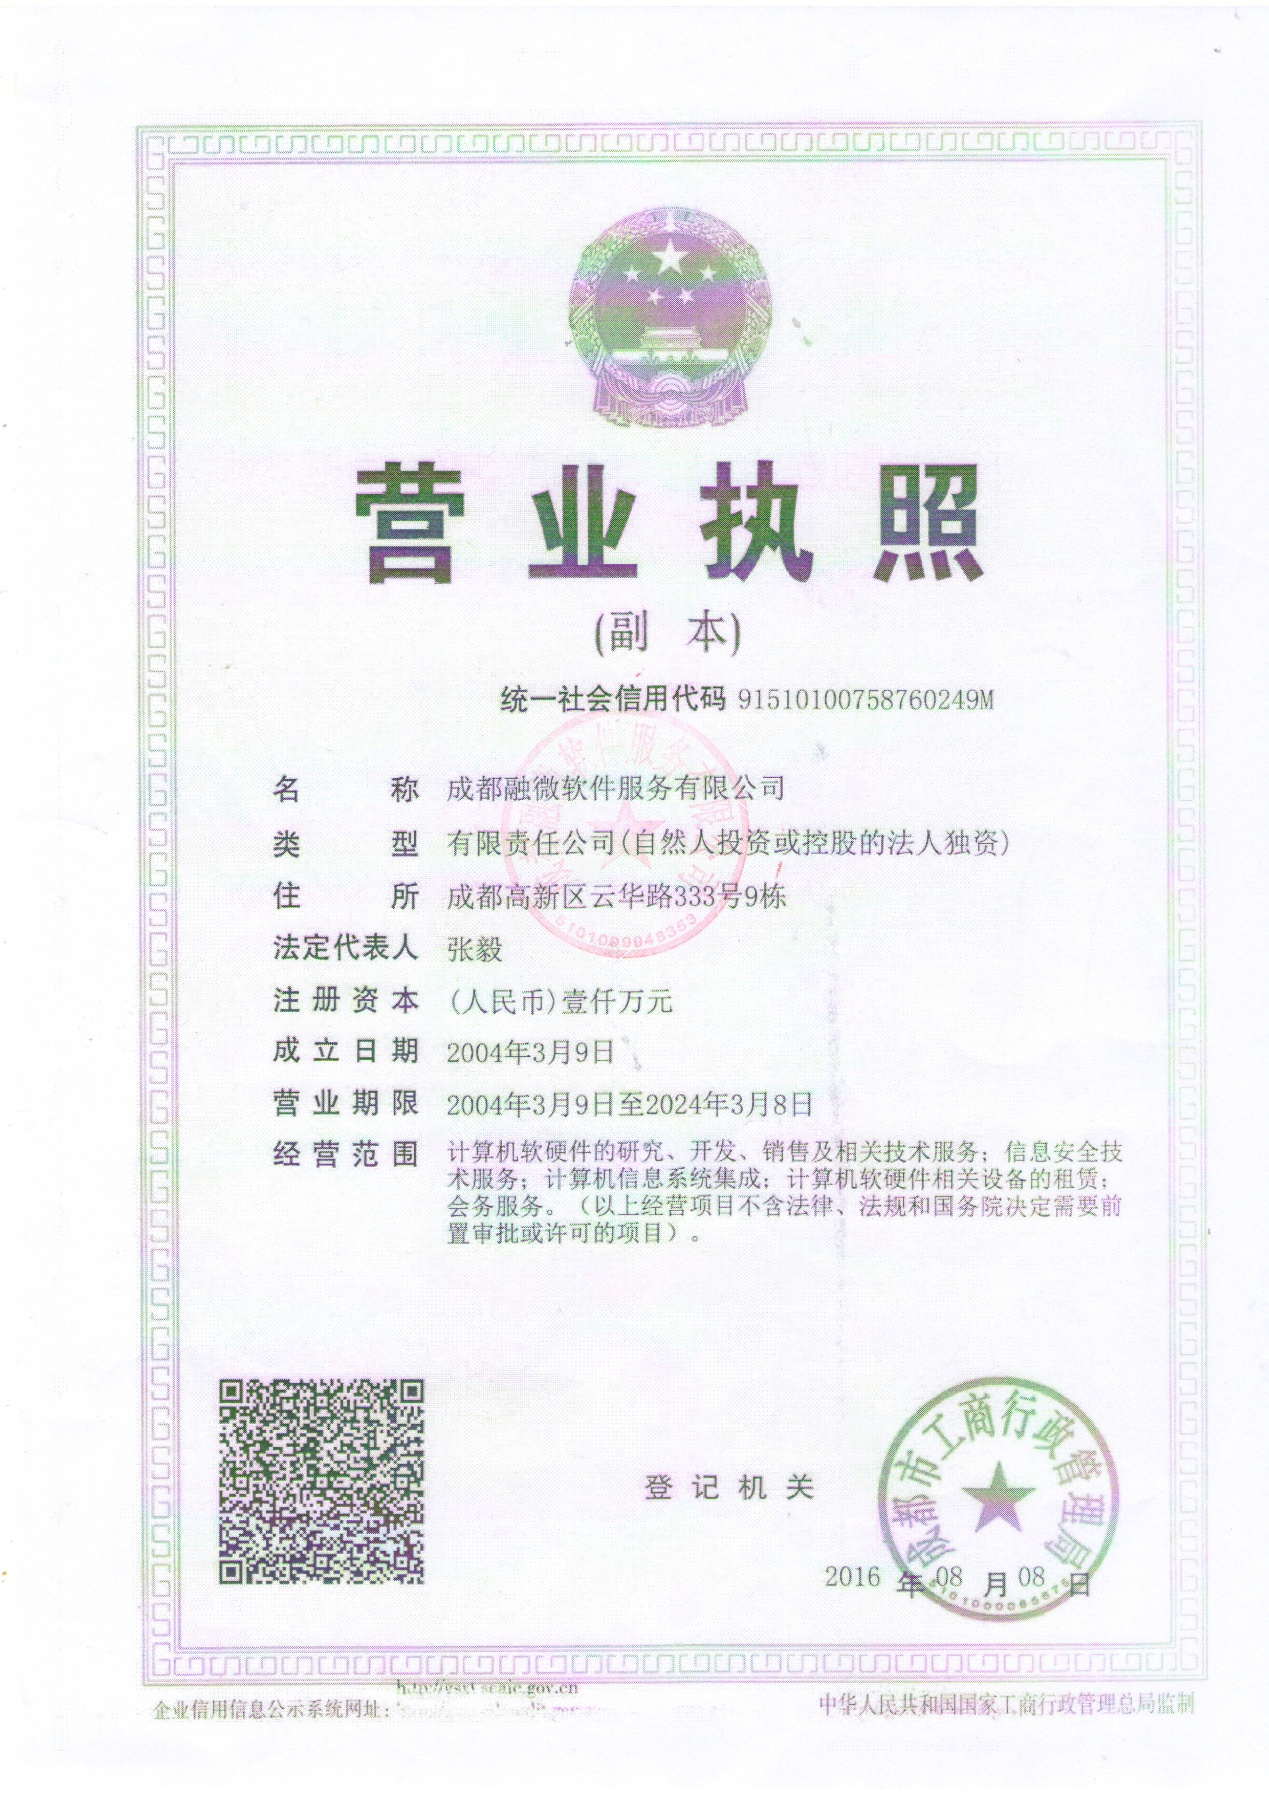 营业执照
(副 本)
统一社会信用代码 91510100758760249M
名 称 成都融微软件服务有限公司
类 型 有限责任公司(自然人投资或控股的法人独资)
住 所 成都高新区云华路333号9栋
法定代表人 张毅
注册资本 (人民币)壹仟万元
成立日期 2004年3月9日
营业期限 2004年3月9日至2024年3月8日
经营范围 计算机软硬件的研究、开发、销售及相关技术服务；信息安全技
术服务；计算机信息系统集成；计算机软硬件相关设备的租赁；
会务服务。（以上经营项目不含法律、法规和国务院决定需要前
置审批或许可的项目）。
5101099948353
登记机关
成都市工商行政管理局
2016 年 08 月 08 日
企业信用信息公示系统网址：
中华人民共和国国家工商行政管理总局监制